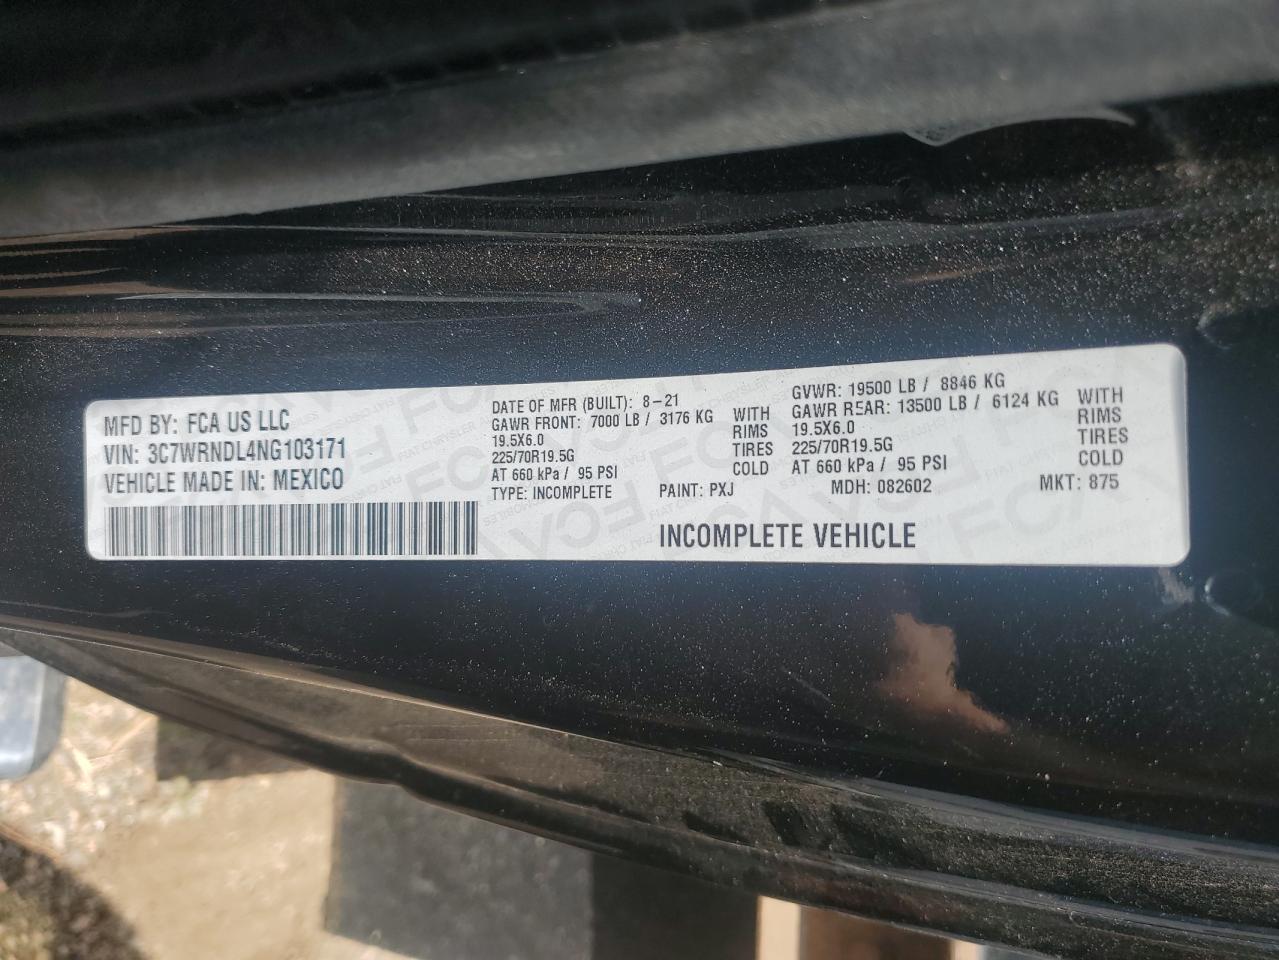 MFD BY: FCA US LLC
VIN: 3C7WRNDL4NG103171
VEHICLE MADE IN: MEXICO
DATE OF MFR (BUILT): 8-21
GAWR FRONT: 7000 LB / 3176 KG WITH
19.5X6.0 RIMS
225/70R19.5G TIRES
AT 660 kPa / 95 PSI COLD
TYPE: INCOMPLETE
GVWR: 19500 LB / 8846 KG
GAWR REAR: 13500 LB / 6124 KG WITH
19.5X6.0 RIMS
225/70R19.5G TIRES
AT 660 kPa / 95 PSI COLD
PAINT: PXJ MDH: 082602 MKT: 875
INCOMPLETE VEHICLE